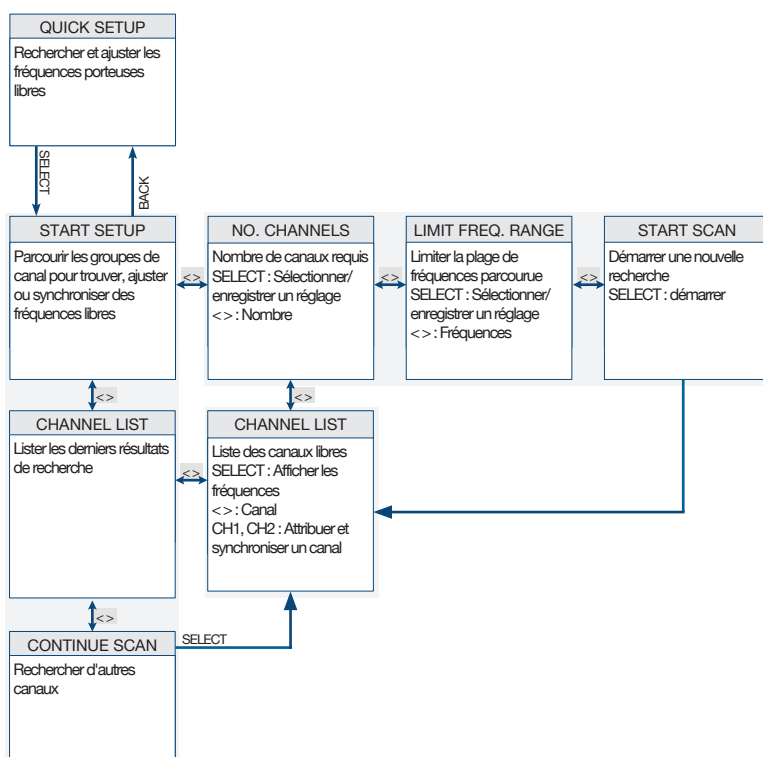 QUICK SETUP
Rechercher et ajuster les
fréquences porteuses
libres
SELECT
BACK
START SETUP
Parcourir les groupes de
canal pour trouver, ajuster
ou synchroniser des
fréquences libres
<>
NO. CHANNELS
Nombre de canaux requis
SELECT : Sélectionner/
enregistrer un réglage
<> : Nombre
<>
LIMIT FREQ. RANGE
Limiter la plage de
fréquences parcourue
SELECT : Sélectionner/
enregistrer un réglage
<> : Fréquences
<>
START SCAN
Démarrer une nouvelle
recherche
SELECT : démarrer
<>
<>
CHANNEL LIST
Lister les derniers résultats
de recherche
<>
CHANNEL LIST
Liste des canaux libres
SELECT : Afficher les
fréquences
<> : Canal
CH1, CH2 : Attribuer et
synchroniser un canal
<>
CONTINUE SCAN
Rechercher d'autres
canaux
SELECT